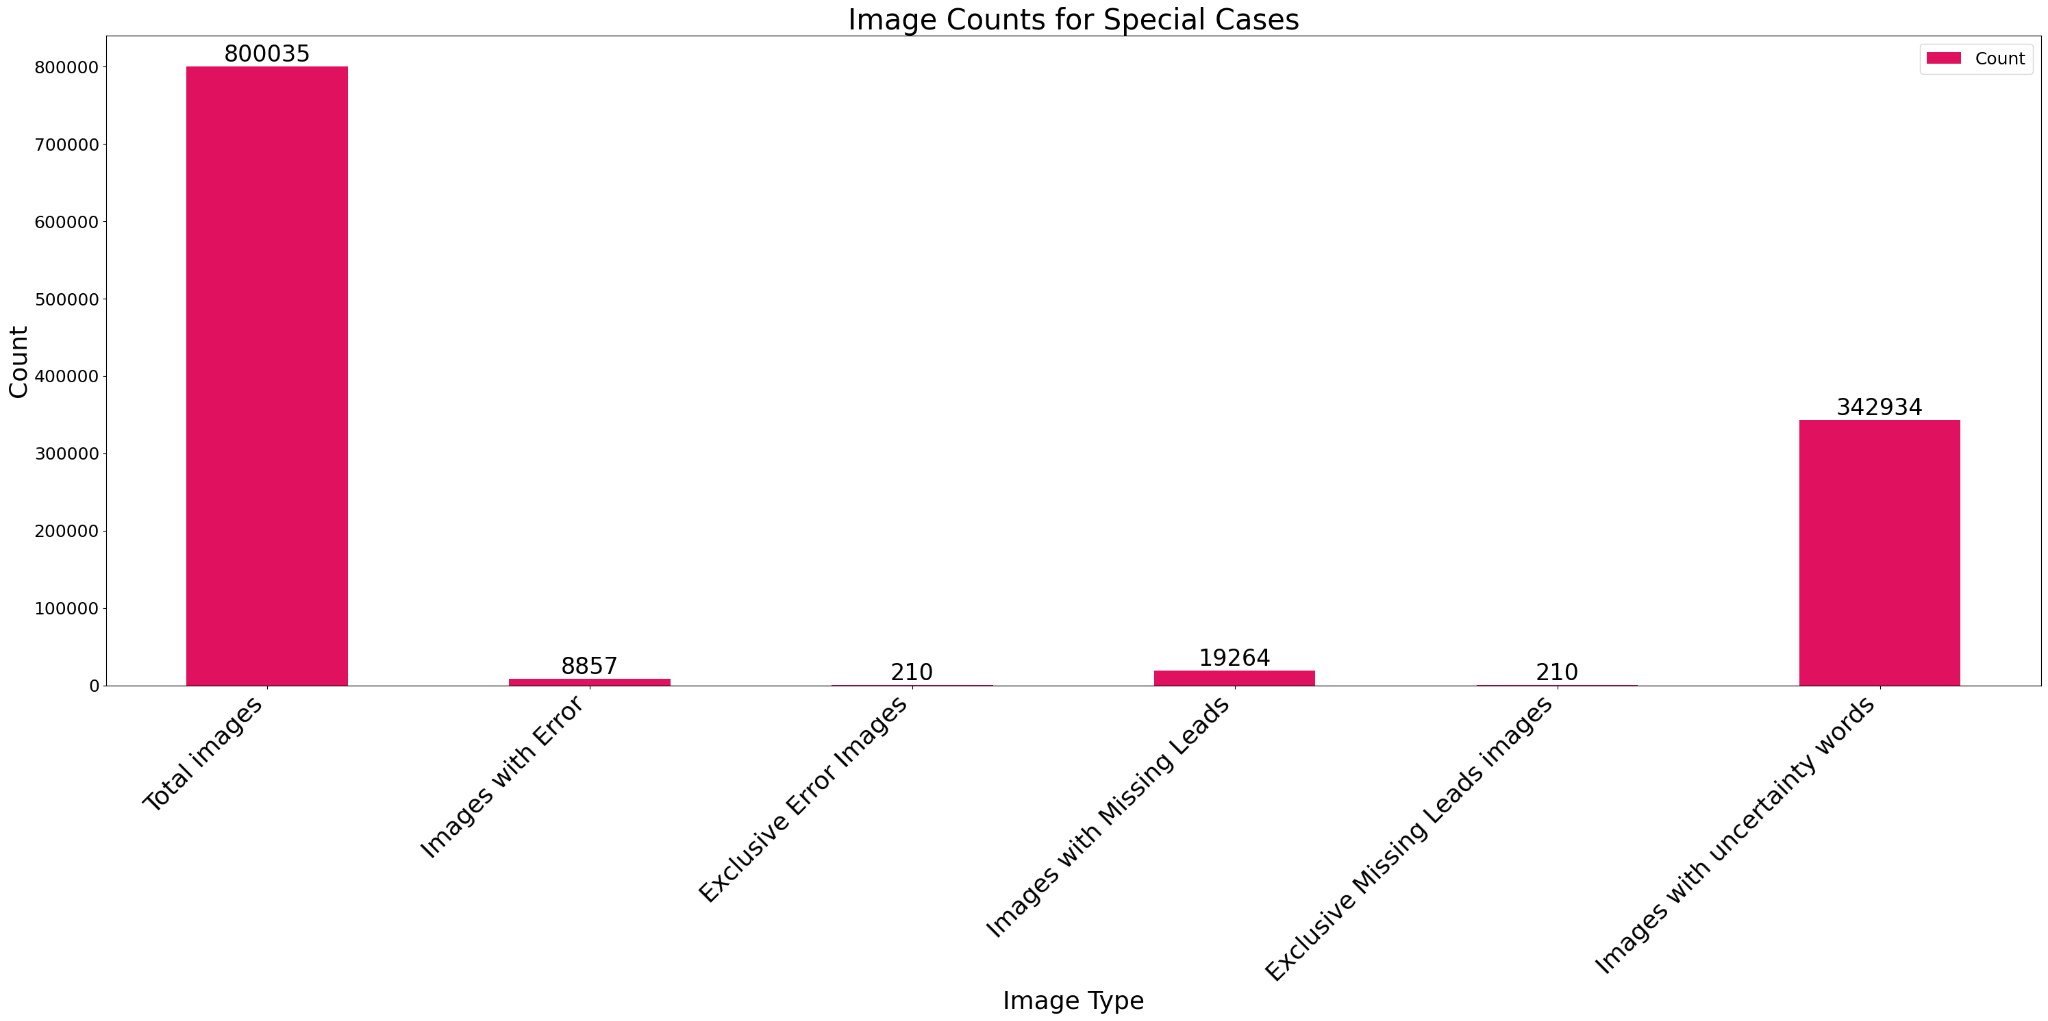 Image Counts for Special Cases
Count
800035
8857
210
19264
210
342934
Count
800000
700000
600000
500000
400000
300000
200000
100000
0
Total images
Images with Error
Exclusive Error Images
Images with Missing Leads
Exclusive Missing Leads images
Images with uncertainty words
Image Type